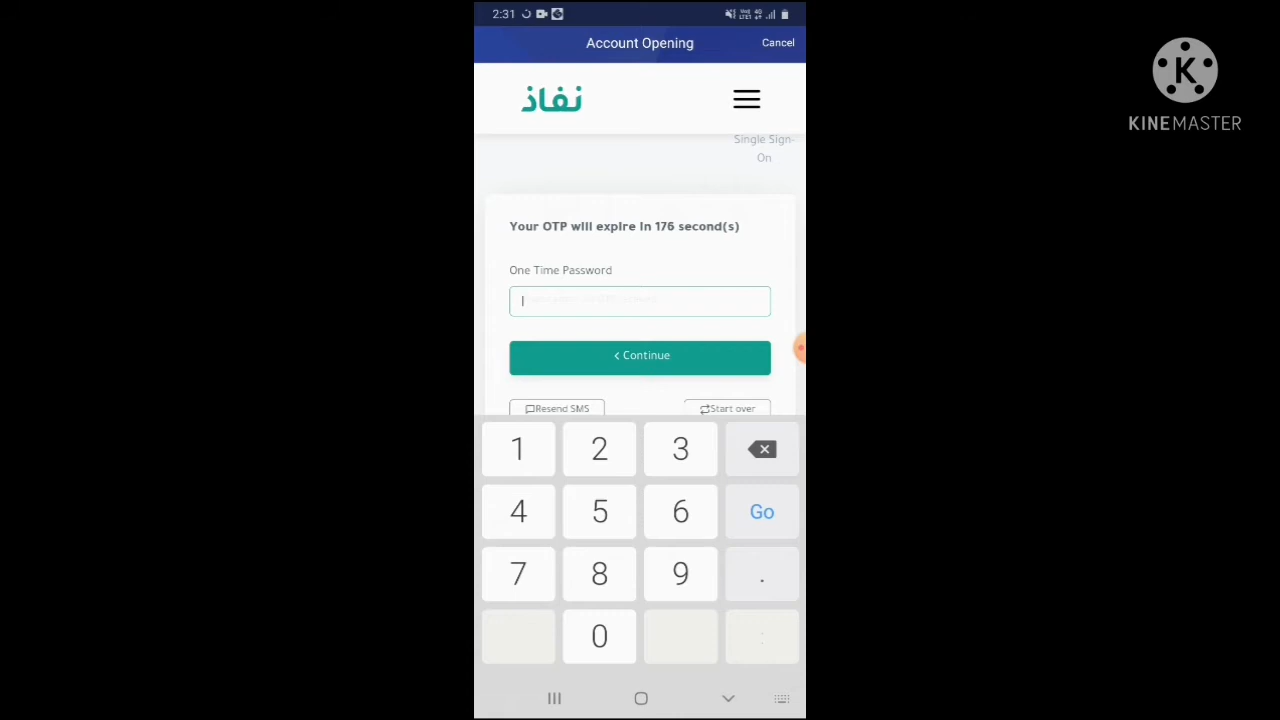 2:31
Account Opening
Cancel
نفاذ
KINEMASTER
Single Sign-
On
Your OTP will expire in 176 second(s)
One Time Password
< Continue
Resend SMS
Start over
1 2 3
4 5 6 Go
7 8 9 .
0